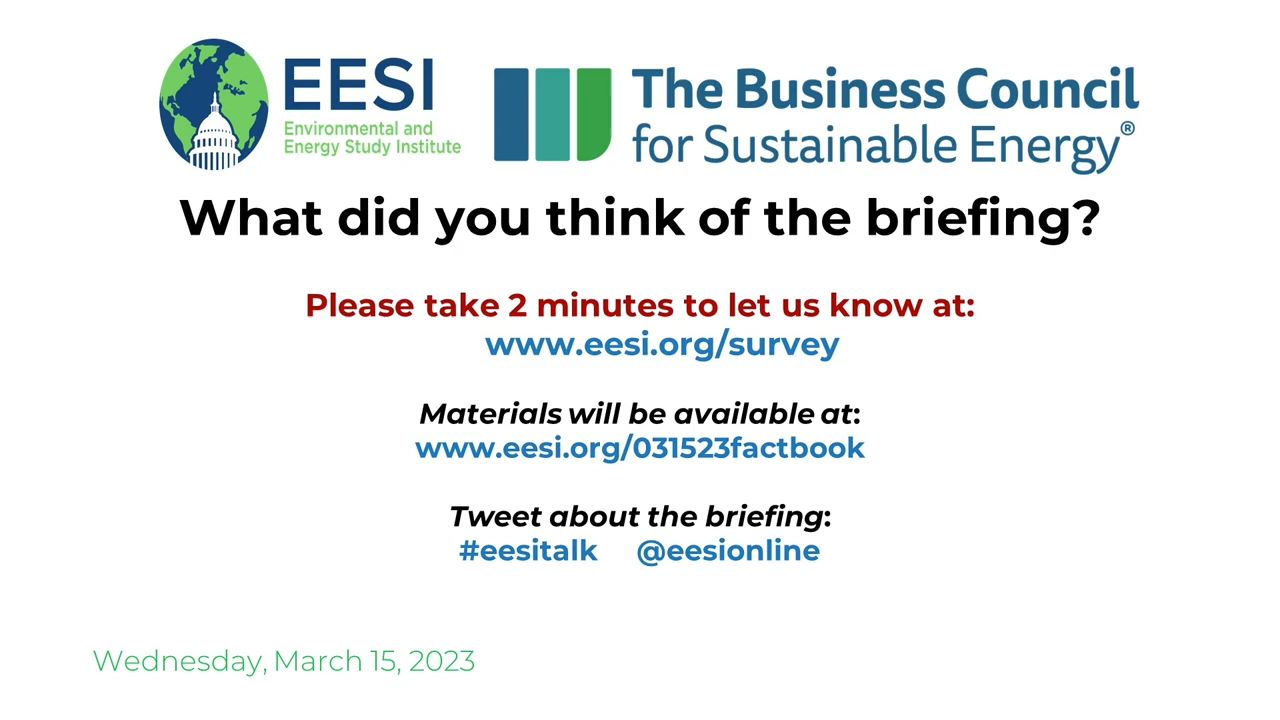 EESI
Environmental and
Energy Study Institute
The Business Council
for Sustainable Energy®
What did you think of the briefing?
Please take 2 minutes to let us know at:
www.eesi.org/survey
Materials will be available at:
www.eesi.org/031523factbook
Tweet about the briefing:
#eesitalk @eesionline
Wednesday, March 15, 2023